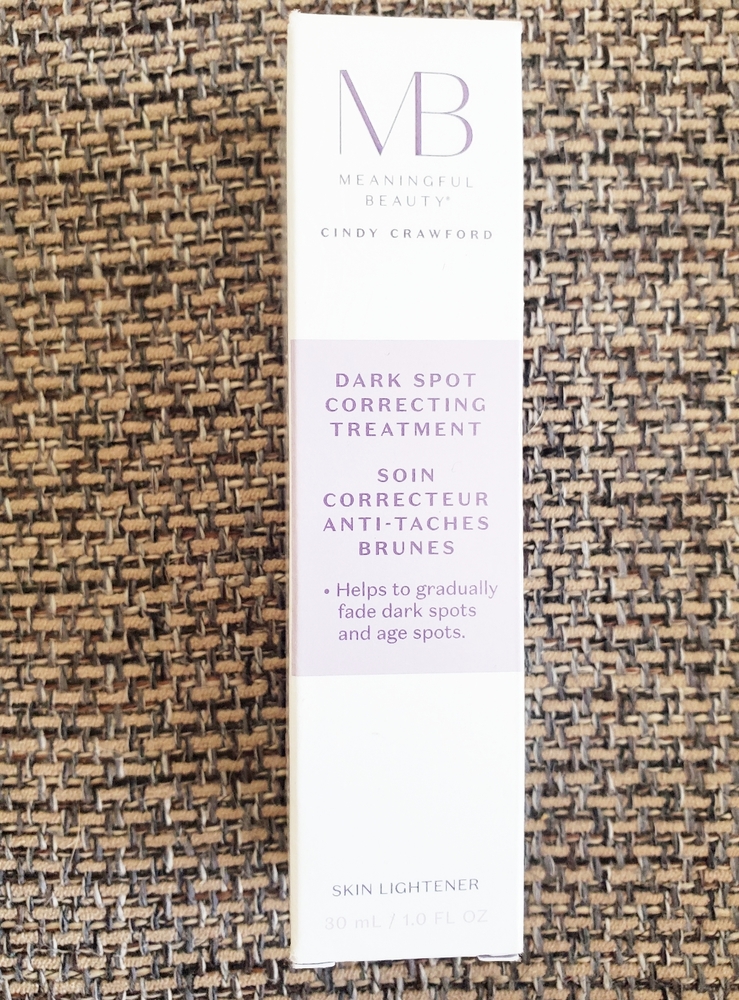 MB
MEANINGFUL
BEAUTY®
CINDY CRAWFORD
DARK SPOT
CORRECTING
TREATMENT
SOIN
CORRECTEUR
ANTI-TACHES
BRUNES
• Helps to gradually
fade dark spots
and age spots.
SKIN LIGHTENER
30 mL / 1.0 FL OZ